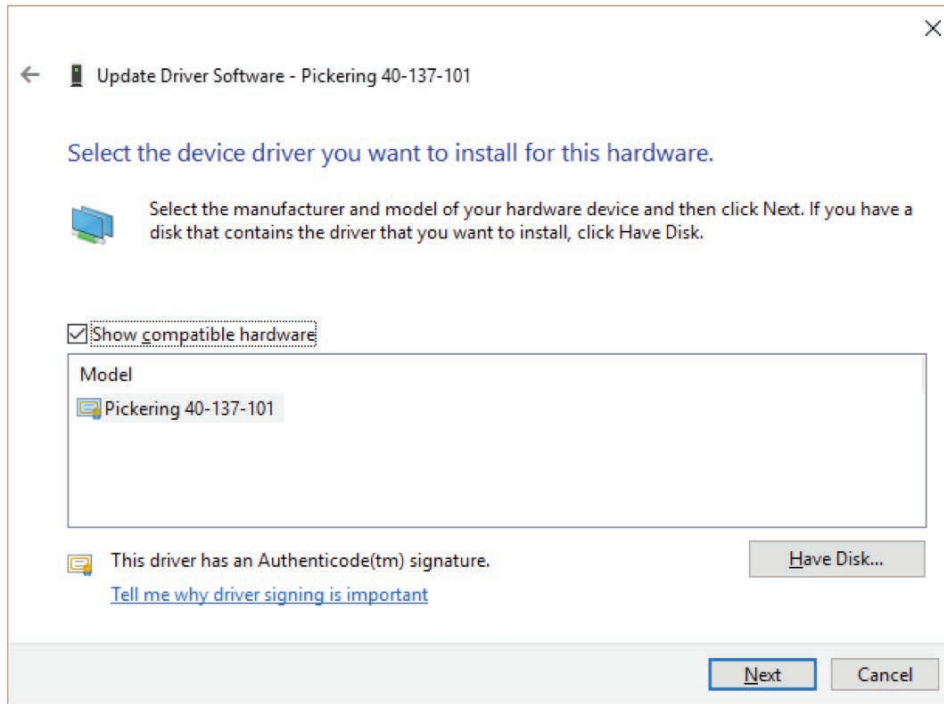 Update Driver Software - Pickering 40-137-101
Select the device driver you want to install for this hardware.
Select the manufacturer and model of your hardware device and then click Next. If you have a
disk that contains the driver that you want to install, click Have Disk.
Show compatible hardware
Model
Pickering 40-137-101
This driver has an Authenticode(tm) signature.
Have Disk...
Tell me why driver signing is important
Next
Cancel